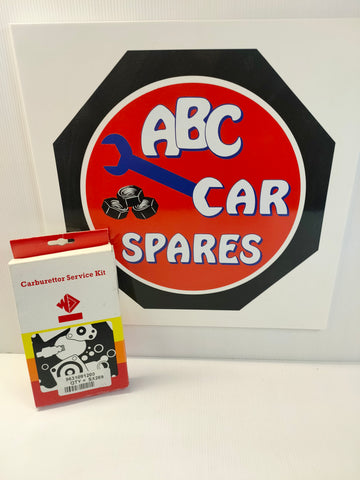 ABC
CAR
SPARES
Carburettor Service Kit